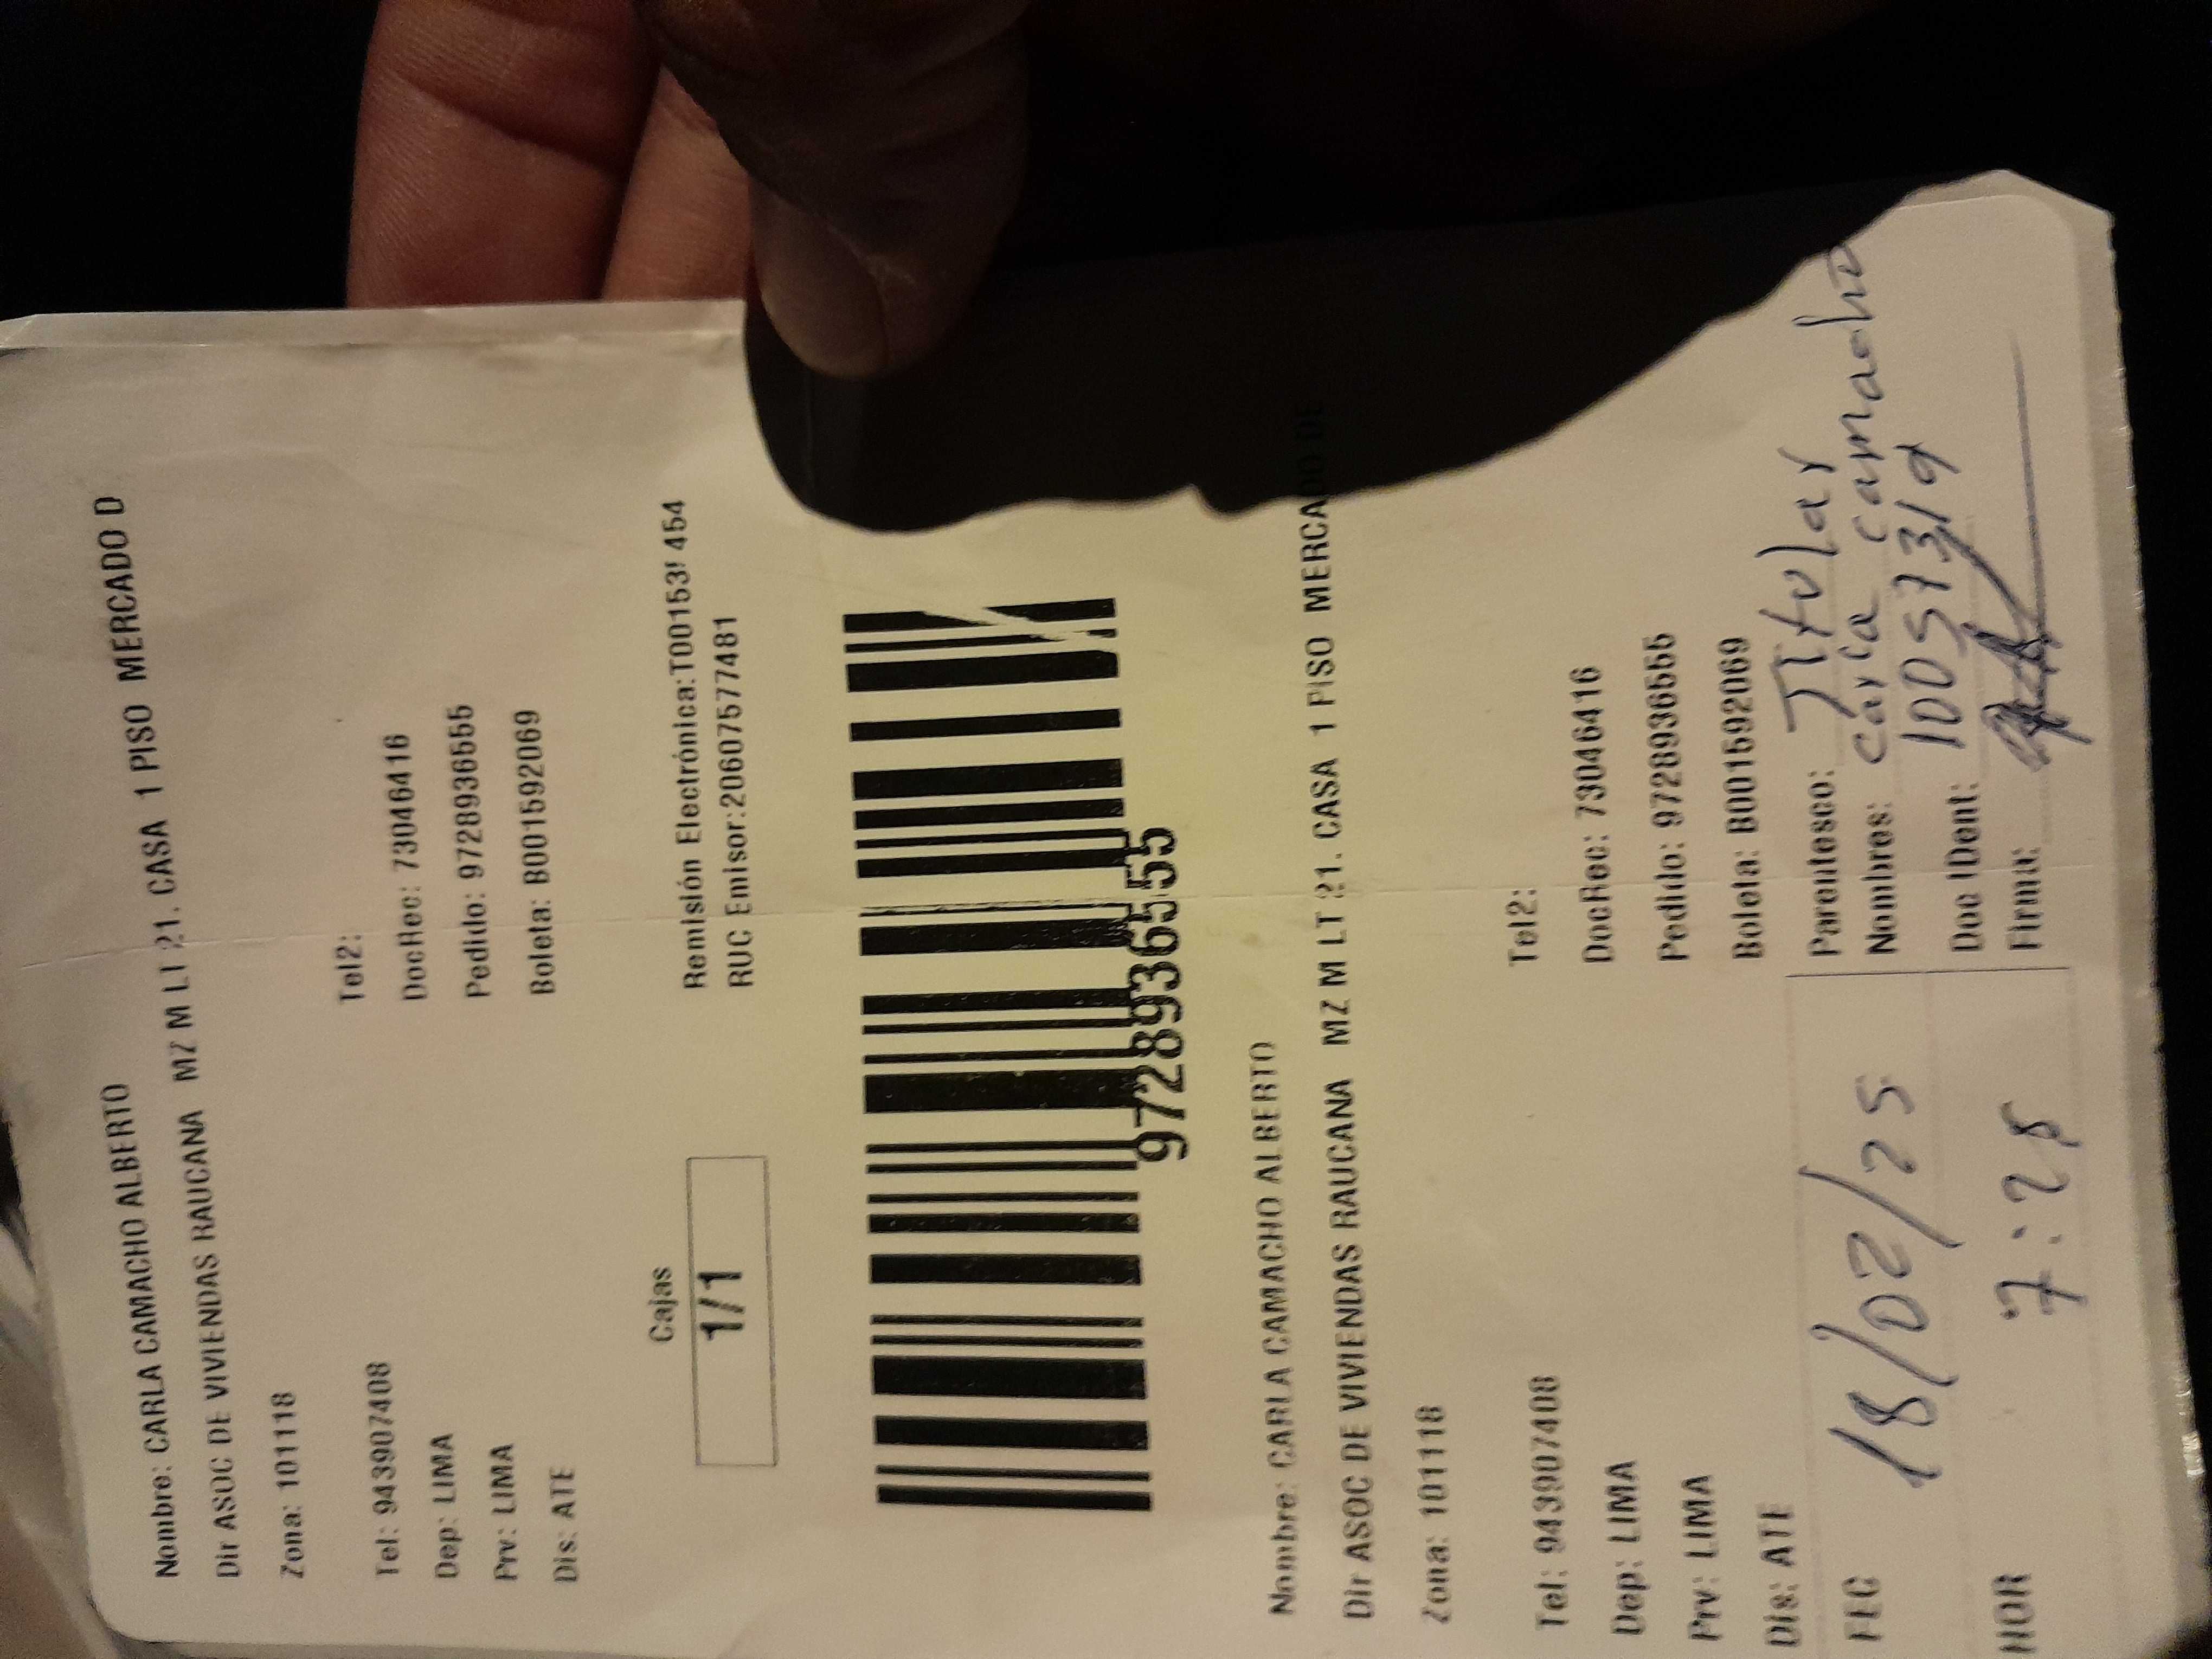 Nombre: CARLA CAMACHO ALBERTO
Dir ASOC DE VIVIENDAS RAUCANA MZ M LT 21. CASA 1 PISO MERCADO D
Zona: 101118
Tel: 943907408 Tel2:
Dep: LIMA DocRec: 73046416
Prv: LIMA Pedido: 9728936555
Dis: ATE Boleta: B001592069
Cajas Remisión Electrónica:T00153! 454
1/1 RUC Emisor:20607577481
9728936555
Nombre: CARLA CAMACHO ALBERTO
Dir ASOC DE VIVIENDAS RAUCANA MZ M LT 21. CASA 1 PISO MERCADO DE
Zona: 101118
Tel: 943907408 Tel2:
Dep: LIMA DocRec: 73046416
Prv: LIMA Pedido: 9728936555
Dis: ATE Boleta: B001592069
FEC 18/02/25 Parentesco: Titular
Nombres: carla camacho
HOR 7:25 Doc IDent:
Firma: